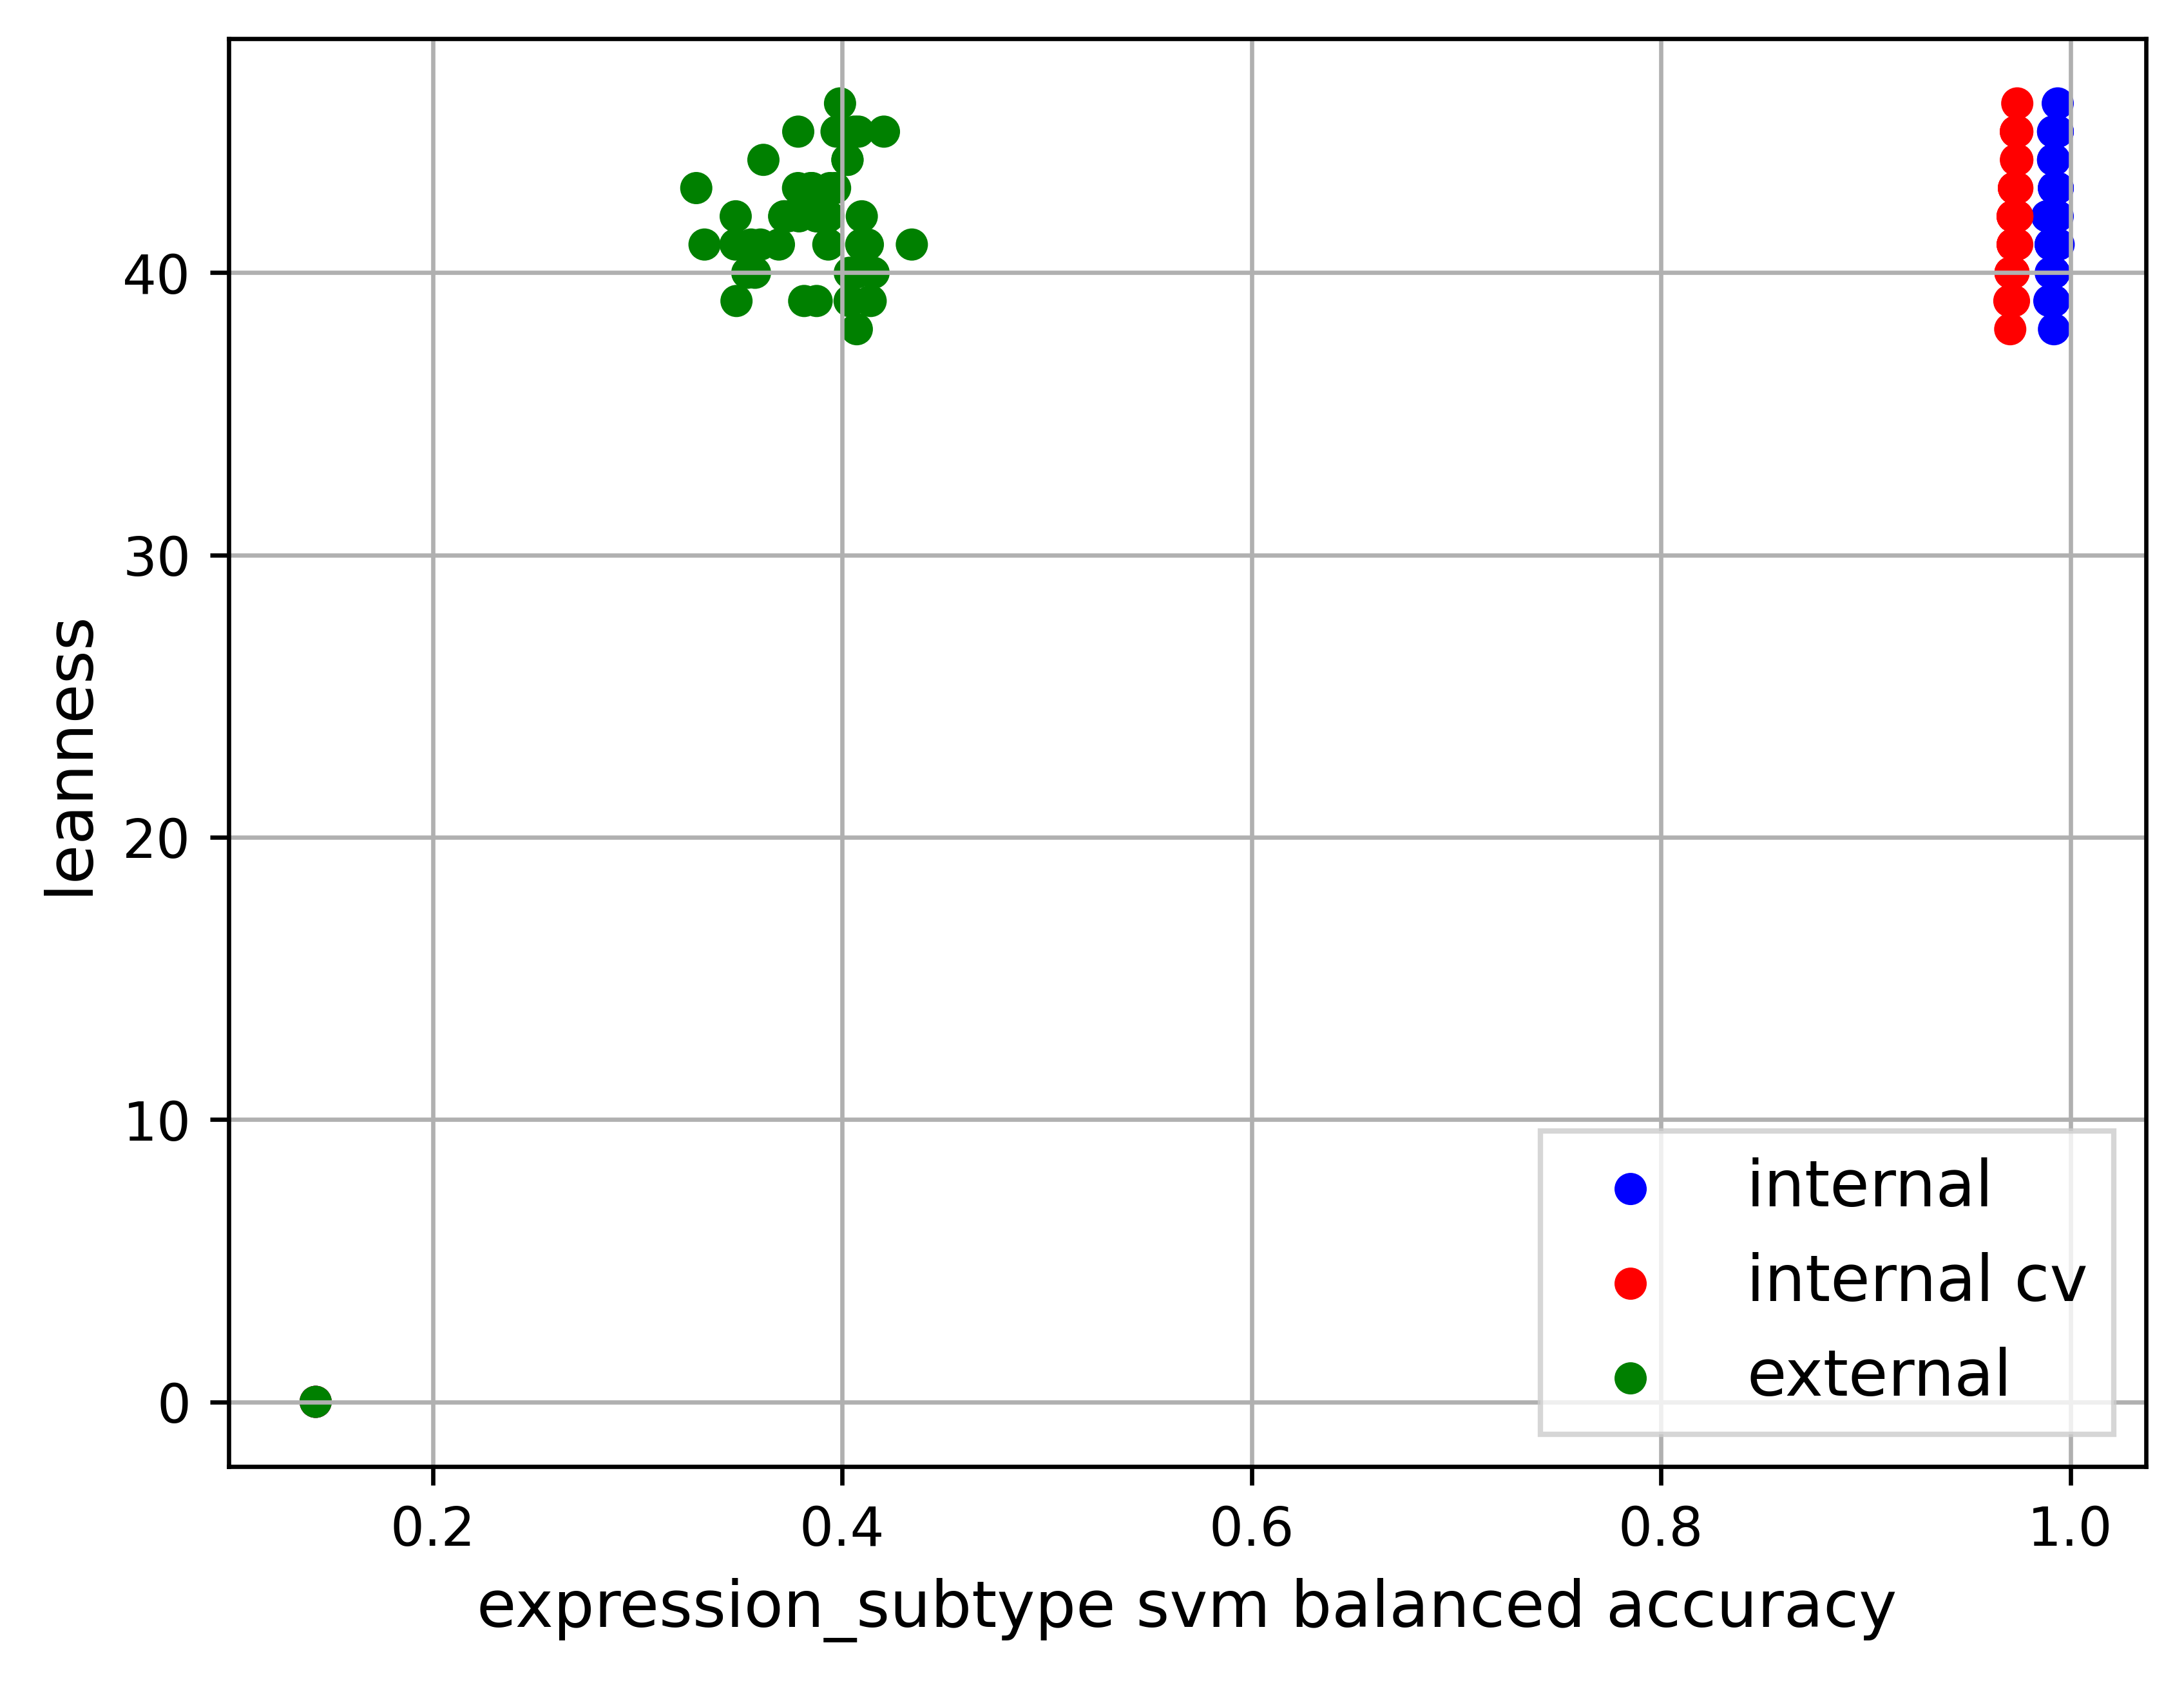 40
30
20
10
0
leanness
internal
internal cv
external
0.2 0.4 0.6 0.8 1.0
expression_subtype svm balanced accuracy